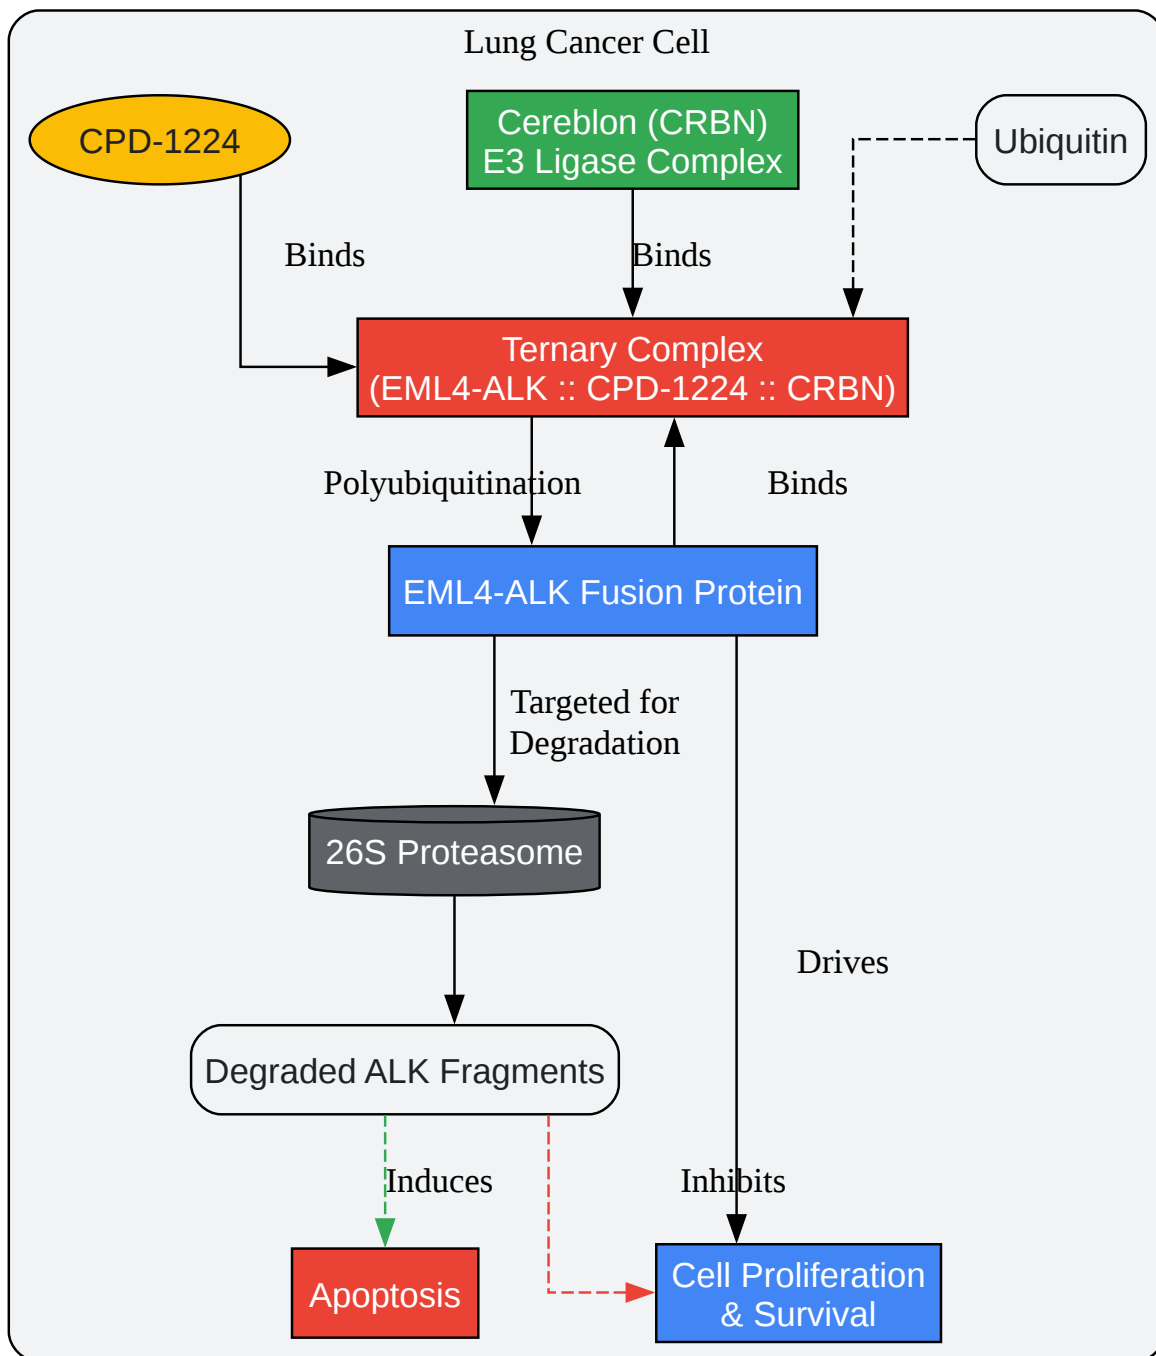 Lung Cancer Cell
CPD-1224
Cereblon (CRBN)
E3 Ligase Complex
Ubiquitin
Binds
Binds
Ternary Complex
(EML4-ALK :: CPD-1224 :: CRBN)
Polyubiquitination
Binds
EML4-ALK Fusion Protein
Targeted for
Degradation
26S Proteasome
Drives
Degraded ALK Fragments
Induces
Inhibits
Apoptosis
Cell Proliferation
& Survival